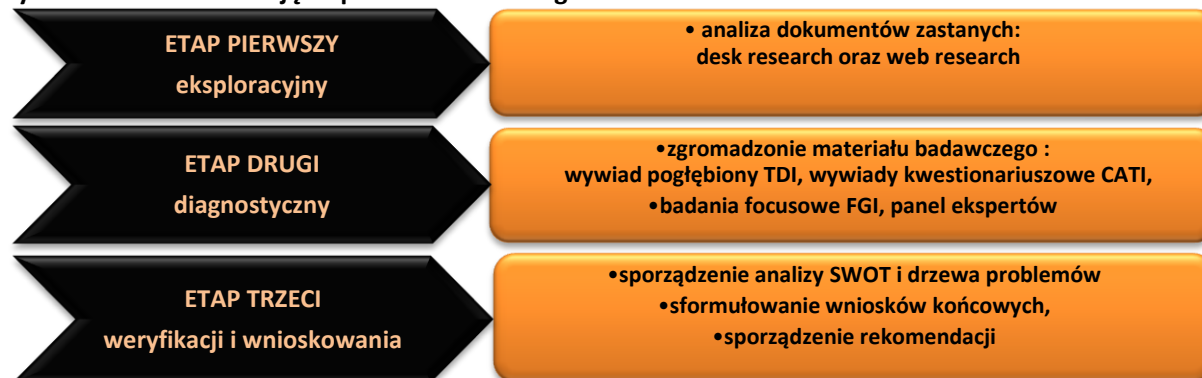 ETAP PIERWSZY
eksploracyjny
• analiza dokumentów zastanych:
desk research oraz web research
ETAP DRUGI
diagnostyczny
•zgromadzonie materiału badawczego :
wywiad pogłębiony TDI, wywiady kwestionariuszowe CATI,
•badania focusowe FGI, panel ekspertów
ETAP TRZECI
weryfikacji i wnioskowania
•sporządzenie analizy SWOT i drzewa problemów
•sformułowanie wniosków końcowych,
•sporządzenie rekomendacji